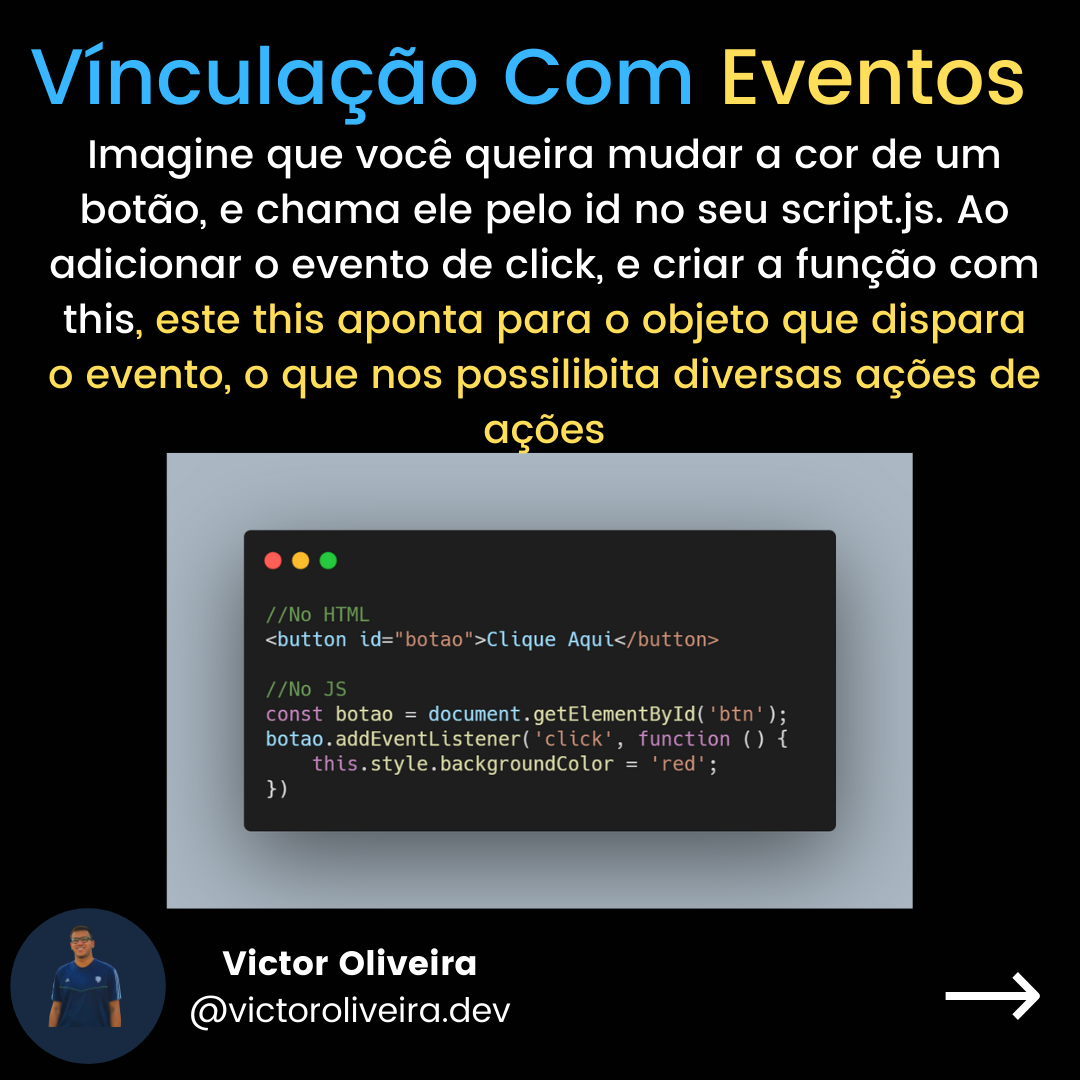 Vínculação Com Eventos
Imagine que você queira mudar a cor de um
botão, e chama ele pelo id no seu script.js. Ao
adicionar o evento de click, e criar a função com
this, este this aponta para o objeto que dispara
o evento, o que nos possilibita diversas ações de
ações
//No HTML
<button id="botao">Clique Aqui</button>
//No JS
const botao = document.getElementById('btn');
botao.addEventListener('click', function () {
    this.style.backgroundColor = 'red';
})
Victor Oliveira
@victoroliveira.dev